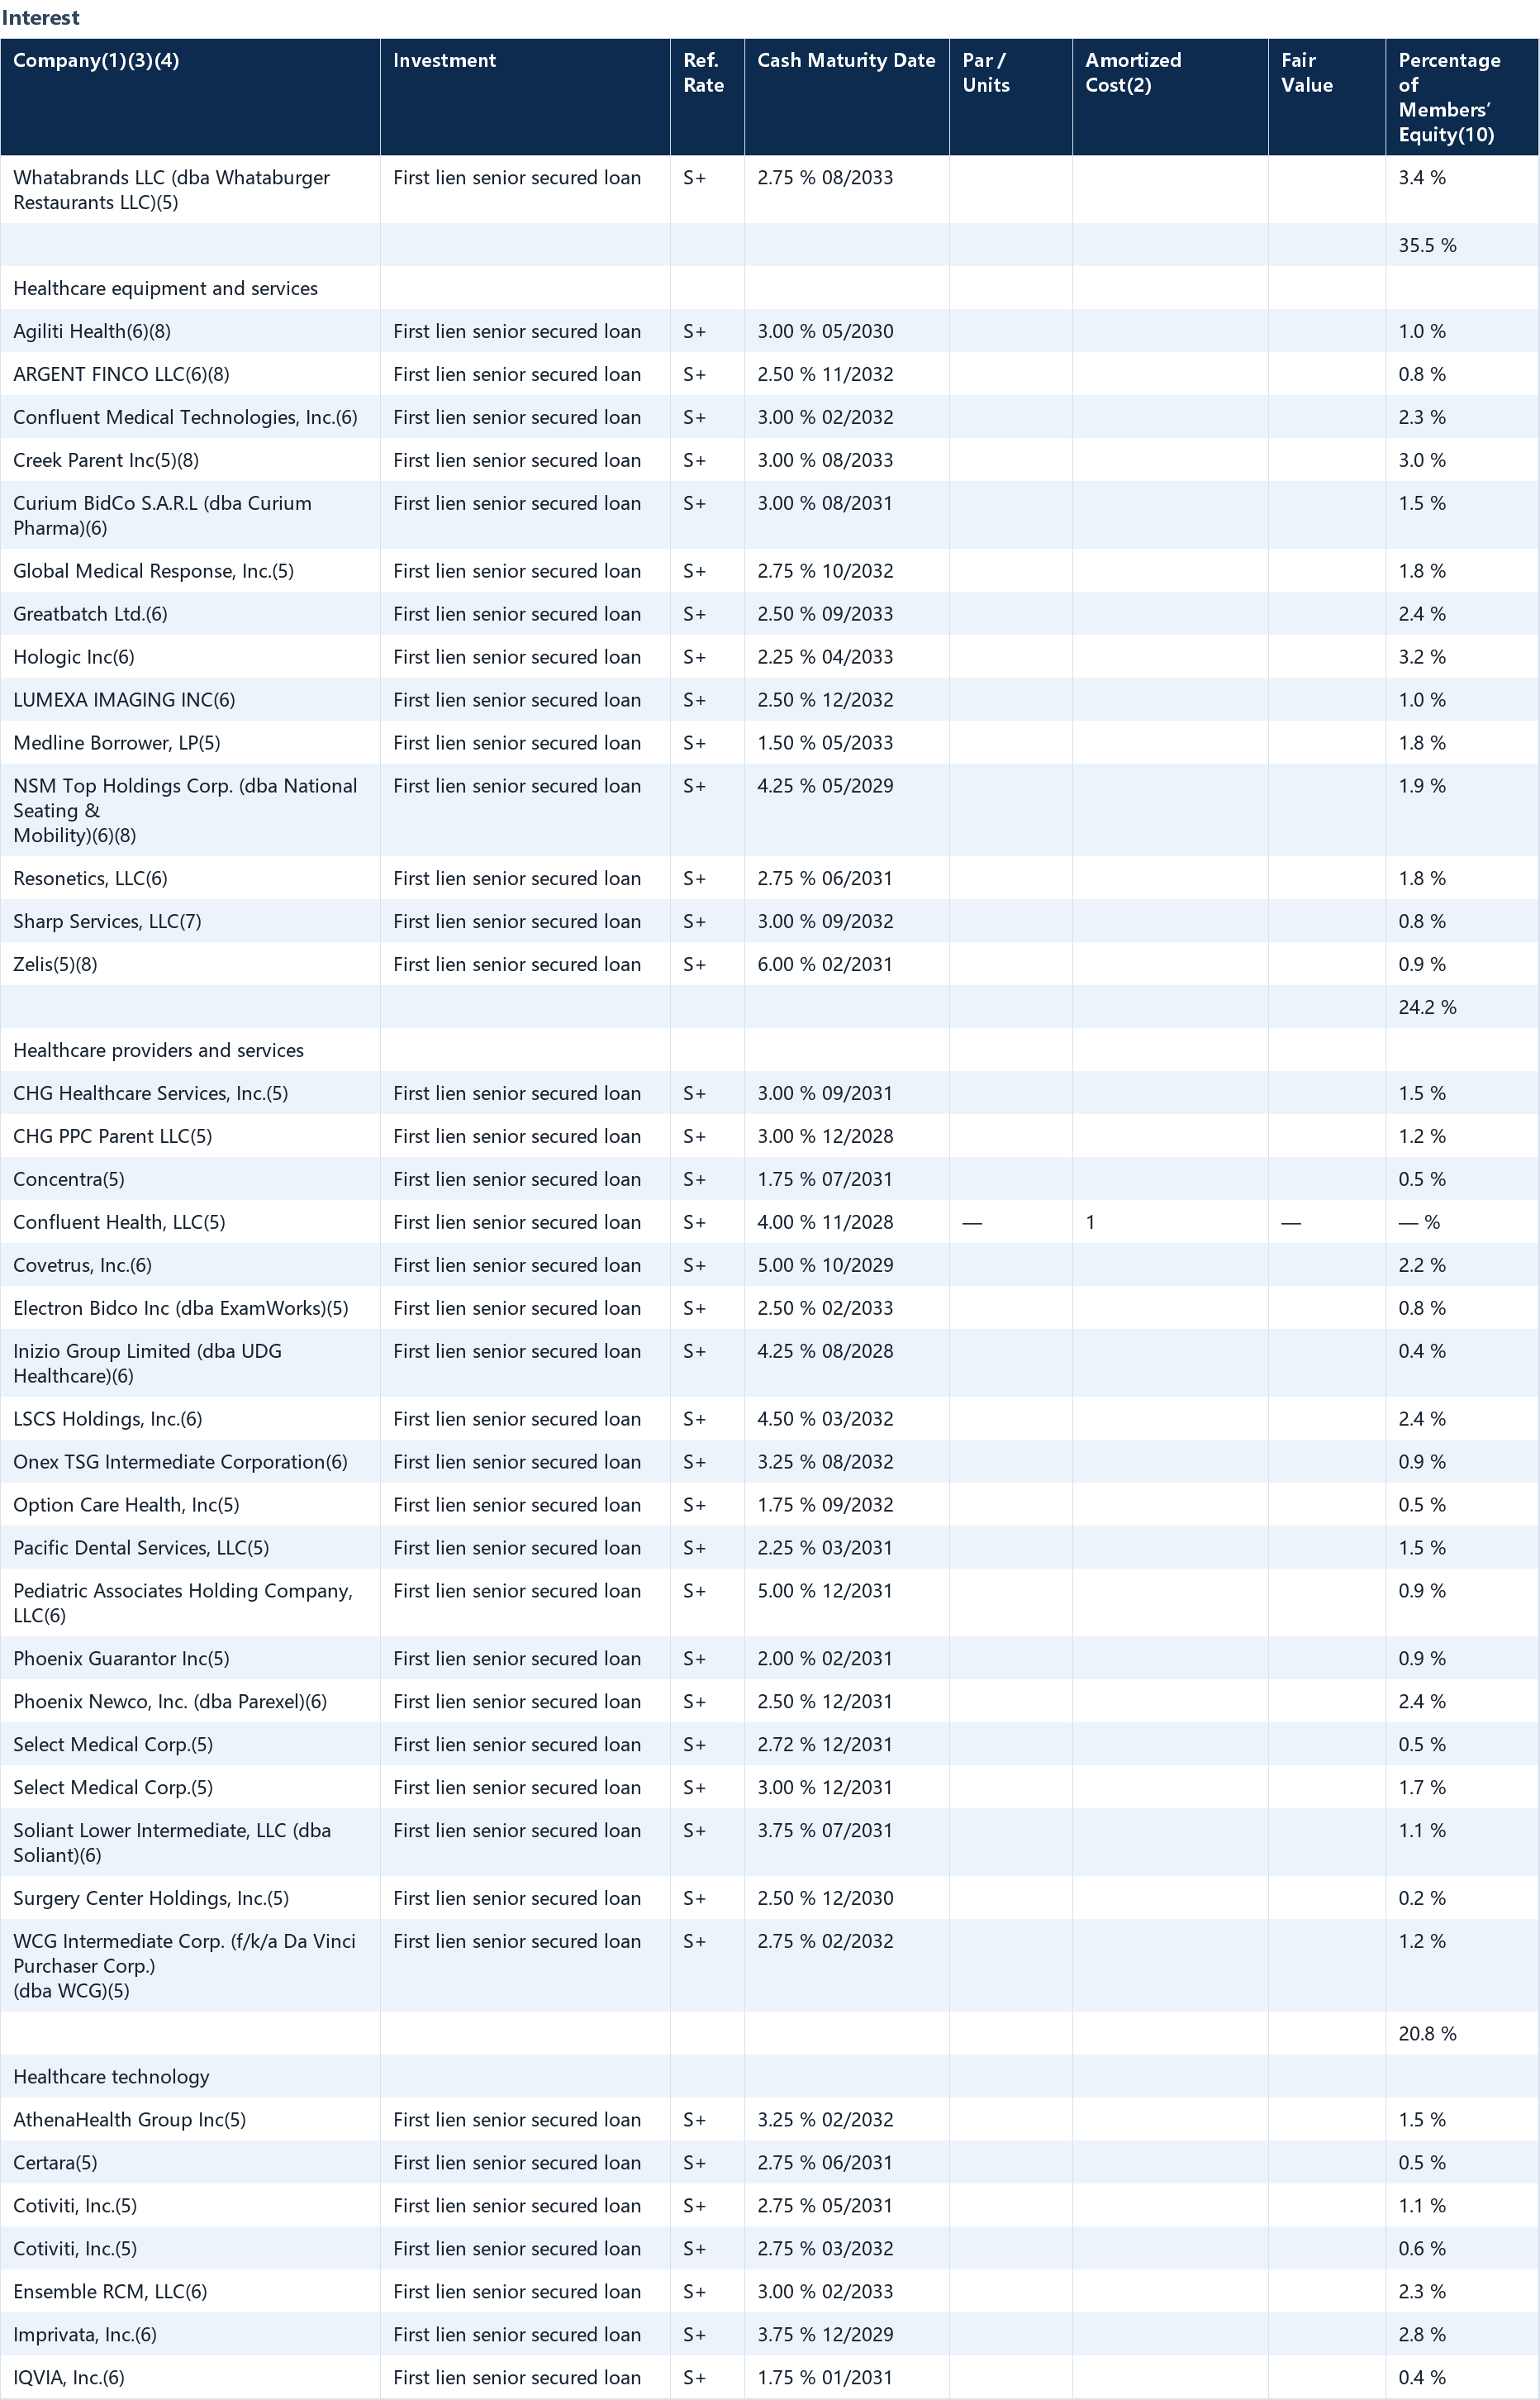 Interest
Company(1)(3)(4) Investment Ref. Rate Cash Maturity Date Par / Units Amortized Cost(2) Fair Value Percentage of Members’ Equity(10)
Whatabrands LLC (dba Whataburger Restaurants LLC)(5) First lien senior secured loan S+ 2.75 % 08/2033 3.4 %
35.5 %
Healthcare equipment and services
Agiliti Health(6)(8) First lien senior secured loan S+ 3.00 % 05/2030 1.0 %
ARGENT FINCO LLC(6)(8) First lien senior secured loan S+ 2.50 % 11/2032 0.8 %
Confluent Medical Technologies, Inc.(6) First lien senior secured loan S+ 3.00 % 02/2032 2.3 %
Creek Parent Inc(5)(8) First lien senior secured loan S+ 3.00 % 08/2033 3.0 %
Curium BidCo S.A.R.L (dba Curium Pharma)(6) First lien senior secured loan S+ 3.00 % 08/2031 1.5 %
Global Medical Response, Inc.(5) First lien senior secured loan S+ 2.75 % 10/2032 1.8 %
Greatbatch Ltd.(6) First lien senior secured loan S+ 2.50 % 09/2033 2.4 %
Hologic Inc(6) First lien senior secured loan S+ 2.25 % 04/2033 3.2 %
LUMEXA IMAGING INC(6) First lien senior secured loan S+ 2.50 % 12/2032 1.0 %
Medline Borrower, LP(5) First lien senior secured loan S+ 1.50 % 05/2033 1.8 %
NSM Top Holdings Corp. (dba National Seating & Mobility)(6)(8) First lien senior secured loan S+ 4.25 % 05/2029 1.9 %
Resonetics, LLC(6) First lien senior secured loan S+ 2.75 % 06/2031 1.8 %
Sharp Services, LLC(7) First lien senior secured loan S+ 3.00 % 09/2032 0.8 %
Zelis(5)(8) First lien senior secured loan S+ 6.00 % 02/2031 0.9 %
24.2 %
Healthcare providers and services
CHG Healthcare Services, Inc.(5) First lien senior secured loan S+ 3.00 % 09/2031 1.5 %
CHG PPC Parent LLC(5) First lien senior secured loan S+ 3.00 % 12/2028 1.2 %
Concentra(5) First lien senior secured loan S+ 1.75 % 07/2031 0.5 %
Confluent Health, LLC(5) First lien senior secured loan S+ 4.00 % 11/2028 — 1 — — %
Covetrus, Inc.(6) First lien senior secured loan S+ 5.00 % 10/2029 2.2 %
Electron Bidco Inc (dba ExamWorks)(5) First lien senior secured loan S+ 2.50 % 02/2033 0.8 %
Inizio Group Limited (dba UDG Healthcare)(6) First lien senior secured loan S+ 4.25 % 08/2028 0.4 %
LSCS Holdings, Inc.(6) First lien senior secured loan S+ 4.50 % 03/2032 2.4 %
Onex TSG Intermediate Corporation(6) First lien senior secured loan S+ 3.25 % 08/2032 0.9 %
Option Care Health, Inc(5) First lien senior secured loan S+ 1.75 % 09/2032 0.5 %
Pacific Dental Services, LLC(5) First lien senior secured loan S+ 2.25 % 03/2031 1.5 %
Pediatric Associates Holding Company, LLC(6) First lien senior secured loan S+ 5.00 % 12/2031 0.9 %
Phoenix Guarantor Inc(5) First lien senior secured loan S+ 2.00 % 02/2031 0.9 %
Phoenix Newco, Inc. (dba Parexel)(6) First lien senior secured loan S+ 2.50 % 12/2031 2.4 %
Select Medical Corp.(5) First lien senior secured loan S+ 2.72 % 12/2031 0.5 %
Select Medical Corp.(5) First lien senior secured loan S+ 3.00 % 12/2031 1.7 %
Soliant Lower Intermediate, LLC (dba Soliant)(6) First lien senior secured loan S+ 3.75 % 07/2031 1.1 %
Surgery Center Holdings, Inc.(5) First lien senior secured loan S+ 2.50 % 12/2030 0.2 %
WCG Intermediate Corp. (f/k/a Da Vinci Purchaser Corp.) (dba WCG)(5) First lien senior secured loan S+ 2.75 % 02/2032 1.2 %
20.8 %
Healthcare technology
AthenaHealth Group Inc(5) First lien senior secured loan S+ 3.25 % 02/2032 1.5 %
Certara(5) First lien senior secured loan S+ 2.75 % 06/2031 0.5 %
Cotiviti, Inc.(5) First lien senior secured loan S+ 2.75 % 05/2031 1.1 %
Cotiviti, Inc.(5) First lien senior secured loan S+ 2.75 % 03/2032 0.6 %
Ensemble RCM, LLC(6) First lien senior secured loan S+ 3.00 % 02/2033 2.3 %
Imprivata, Inc.(6) First lien senior secured loan S+ 3.75 % 12/2029 2.8 %
IQVIA, Inc.(6) First lien senior secured loan S+ 1.75 % 01/2031 0.4 %